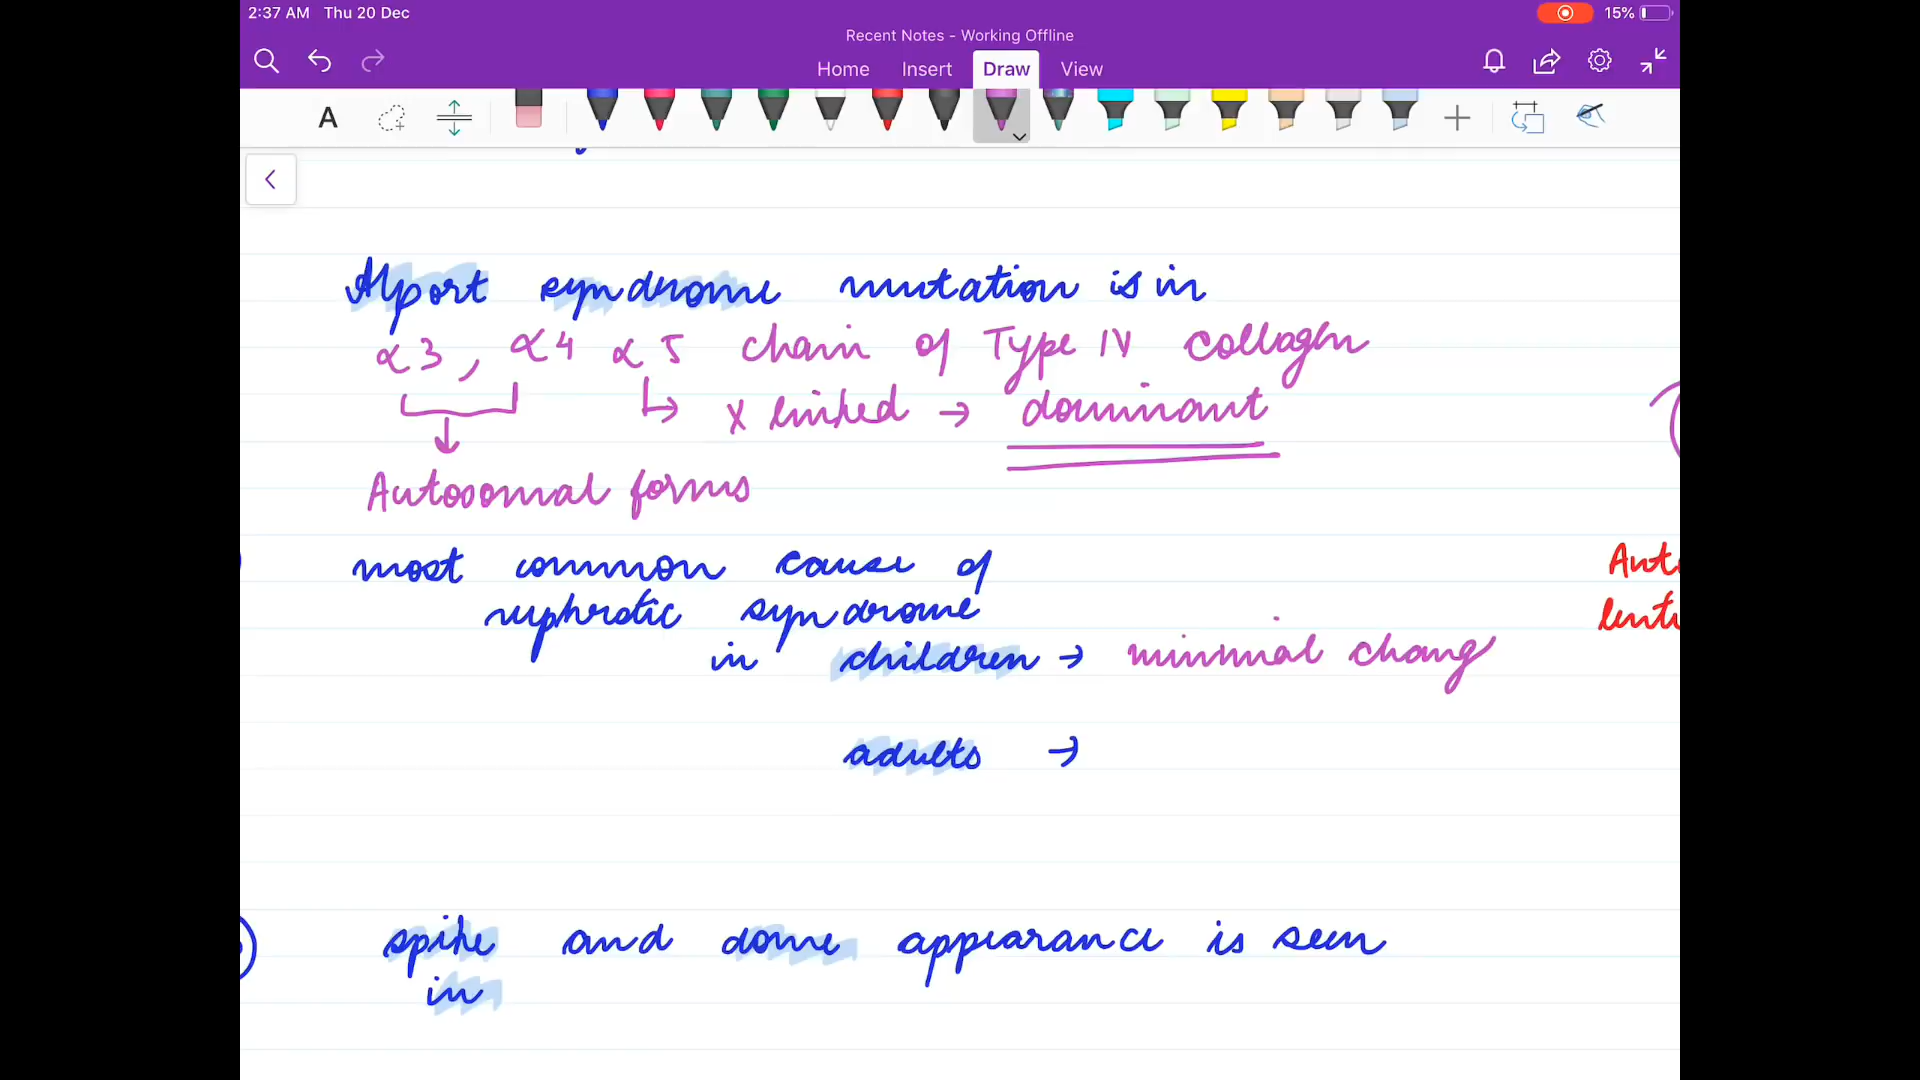 2:37 AM Thu 20 Dec
15%
Recent Notes - Working Offline
Home Insert Draw View
A
Alport syndrome mutation is in
α3, α4 α5 chain of Type IV collagen
↳ X linked → dominant
↓
Autosomal forms
most common cause of
nephrotic syndrome
in children → minimal chang
adults →
spike and dome appearance is seen
in